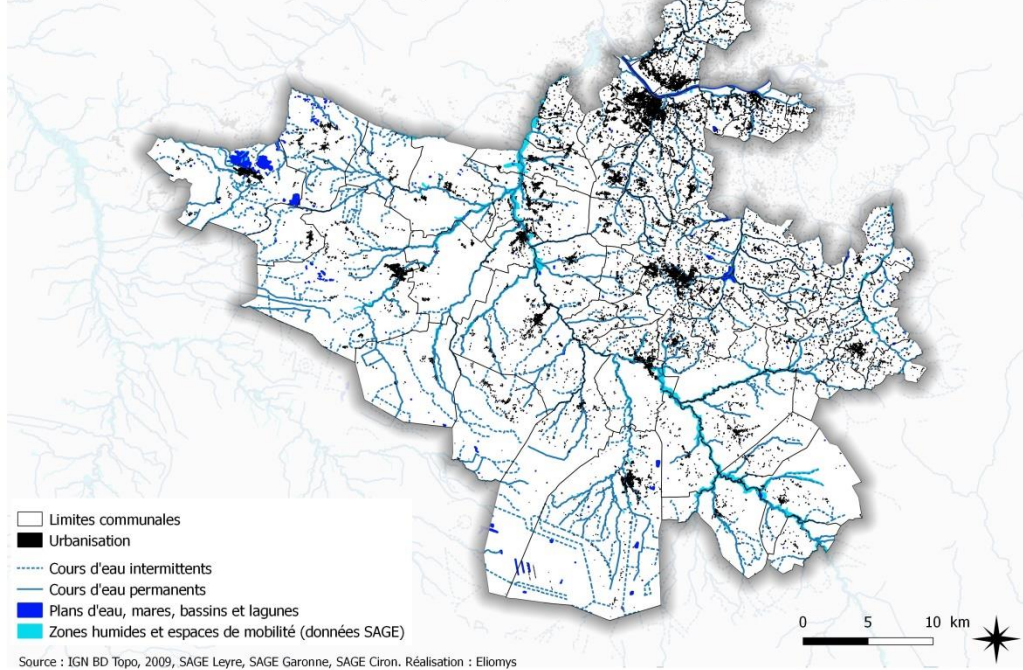 Limites communales
Urbanisation
Cours d'eau intermittents
Cours d'eau permanents
Plans d'eau, mares, bassins et lagunes
Zones humides et espaces de mobilité (données SAGE)
0 5 10 km
Source : IGN BD Topo, 2009, SAGE Leyre, SAGE Garonne, SAGE Ciron. Réalisation : Eliomys